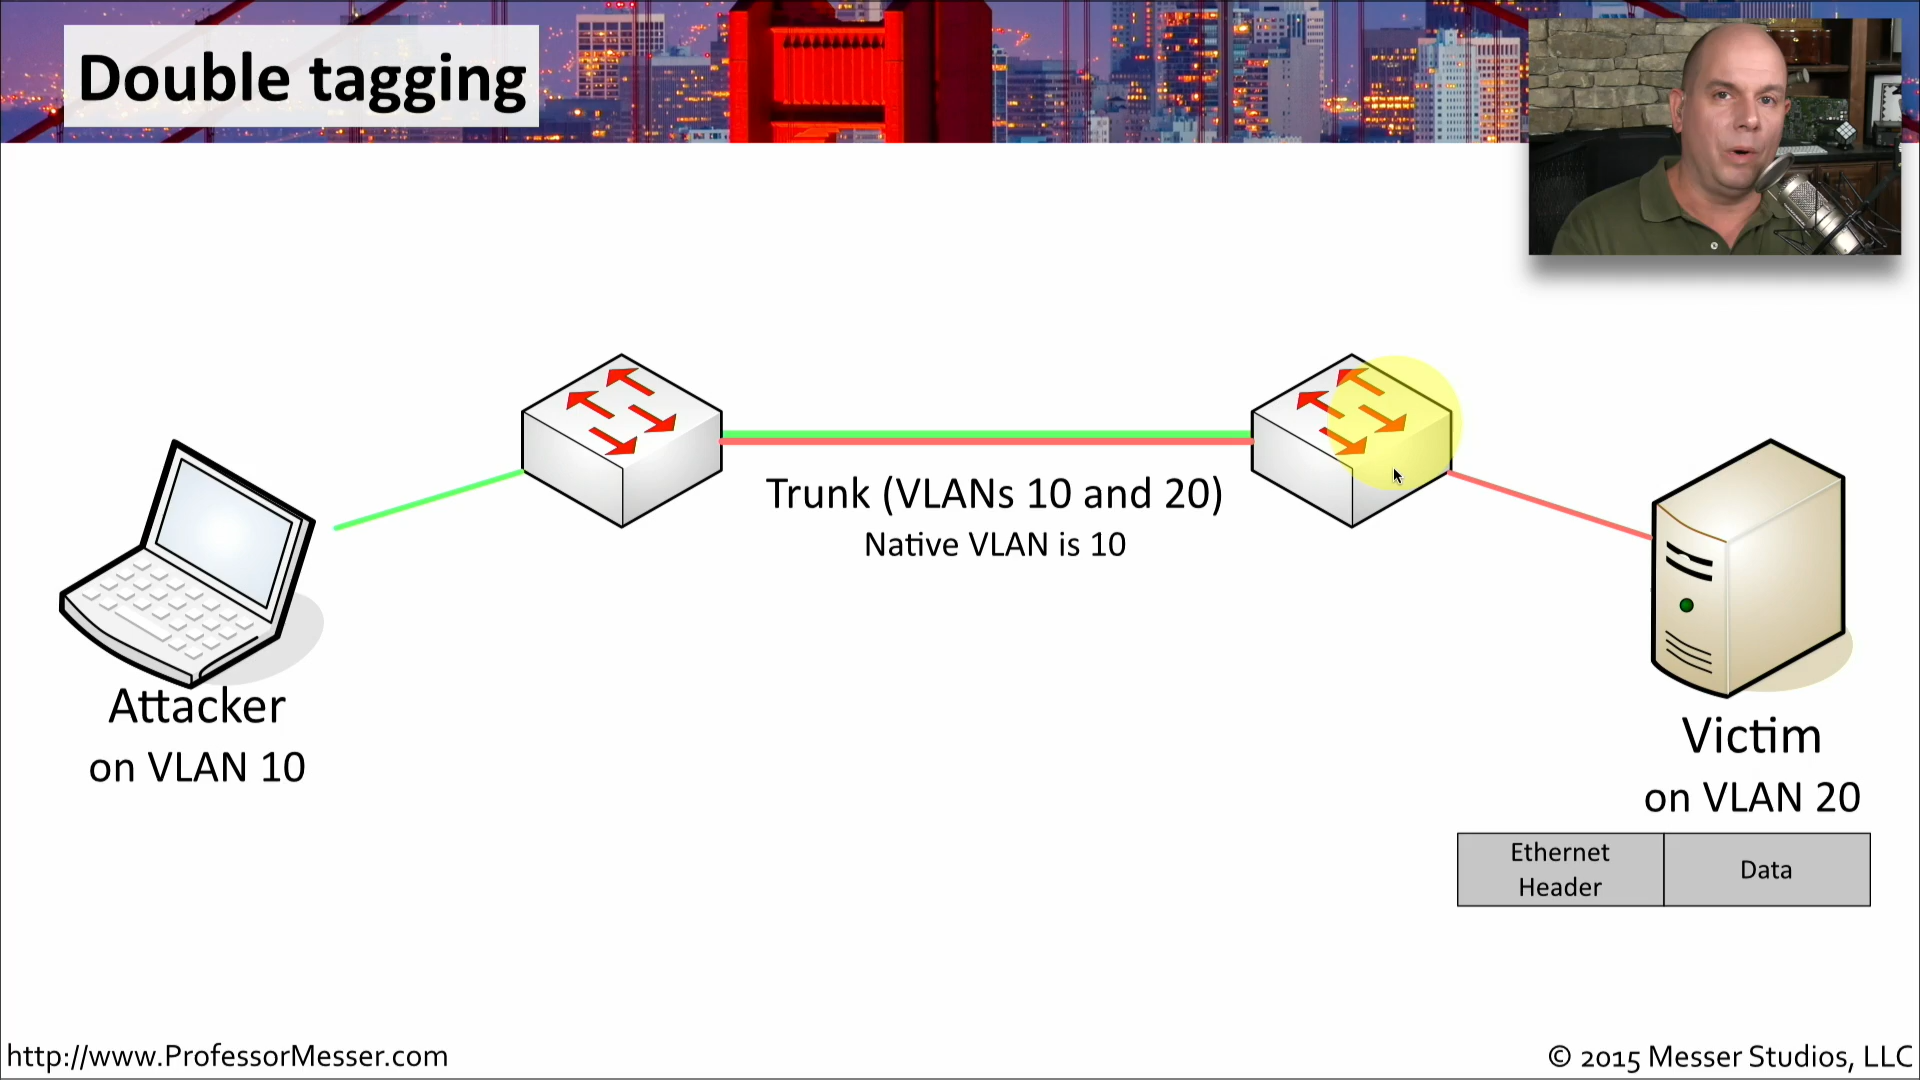 Double tagging
Trunk (VLANs 10 and 20)
Native VLAN is 10
Attacker
on VLAN 10
Victim
on VLAN 20
Ethernet
Header
Data
http://www.ProfessorMesser.com
© 2015 Messer Studios, LLC